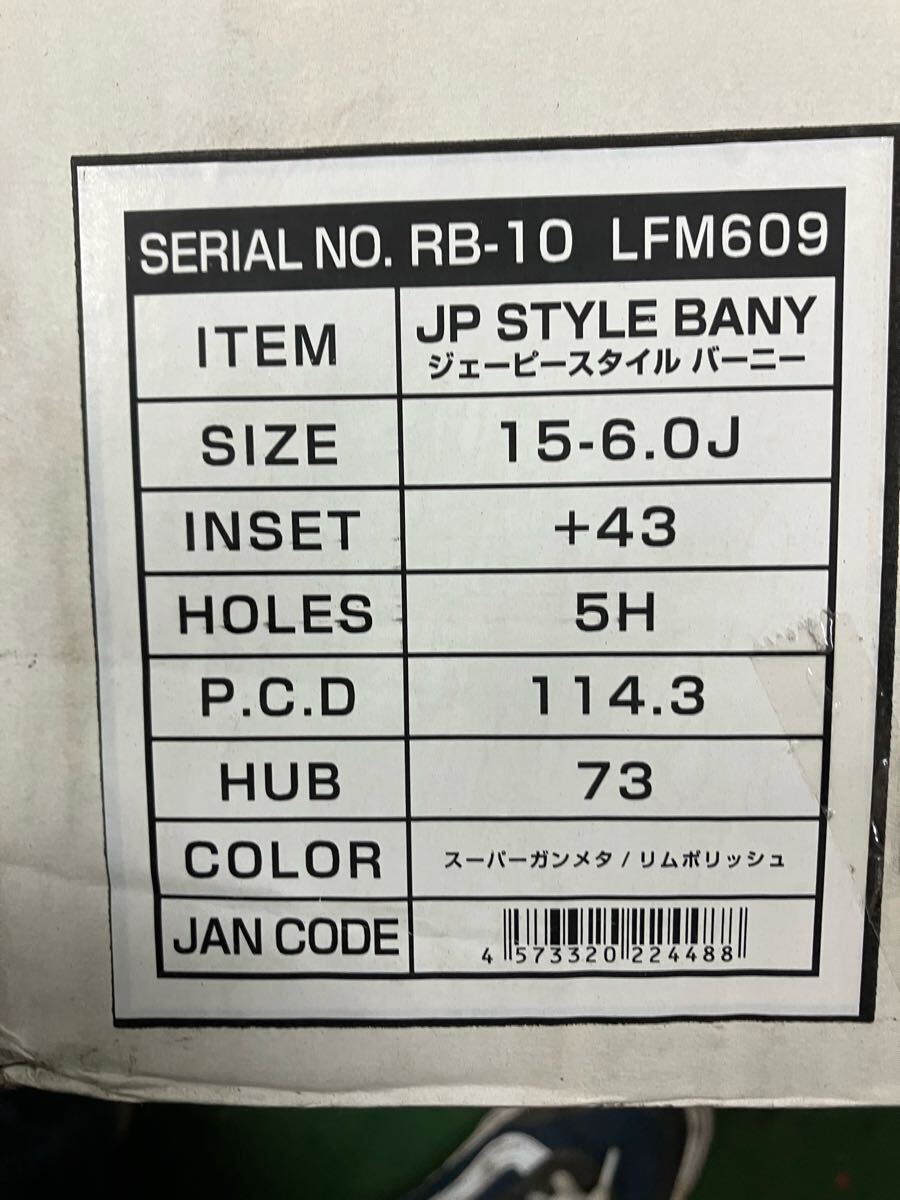 SERIAL NO. RB-10 LFM609
ITEM
JP STYLE BANY
ジェーピースタイル バーニー
SIZE 15-6.0J
INSET +43
HOLES 5H
P.C.D 114.3
HUB 73
COLOR スーパーガンメタ / リムポリッシュ
JAN CODE
4 573320 224488